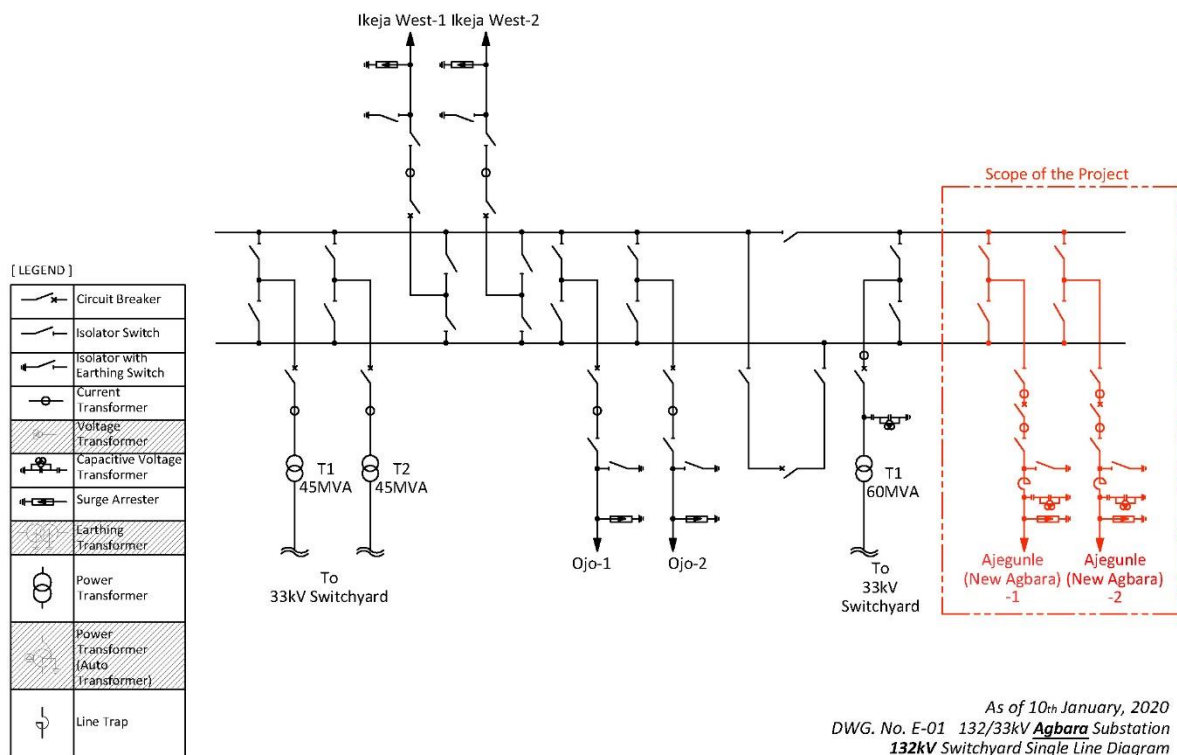 Ikeja West-1 Ikeja West-2
Scope of the Project
[ LEGEND ]
Circuit Breaker
Isolator Switch
Isolator with
Earthing Switch
Current
Transformer
Voltage
Transformer
Capacitive Voltage
Transformer
Surge Arrester
Earthing
Transformer
Power
Transformer
Power
Transformer
(Auto
Transformer)
Line Trap
T1
45MVA
T2
45MVA
To
33kV Switchyard
Ojo-1
Ojo-2
T1
60MVA
To
33kV
Switchyard
Ajegunle
(New Agbara)
-1
Ajegunle
(New Agbara)
-2
As of 10th January, 2020
DWG. No. E-01 132/33kV Agbara Substation
132kV Switchyard Single Line Diagram